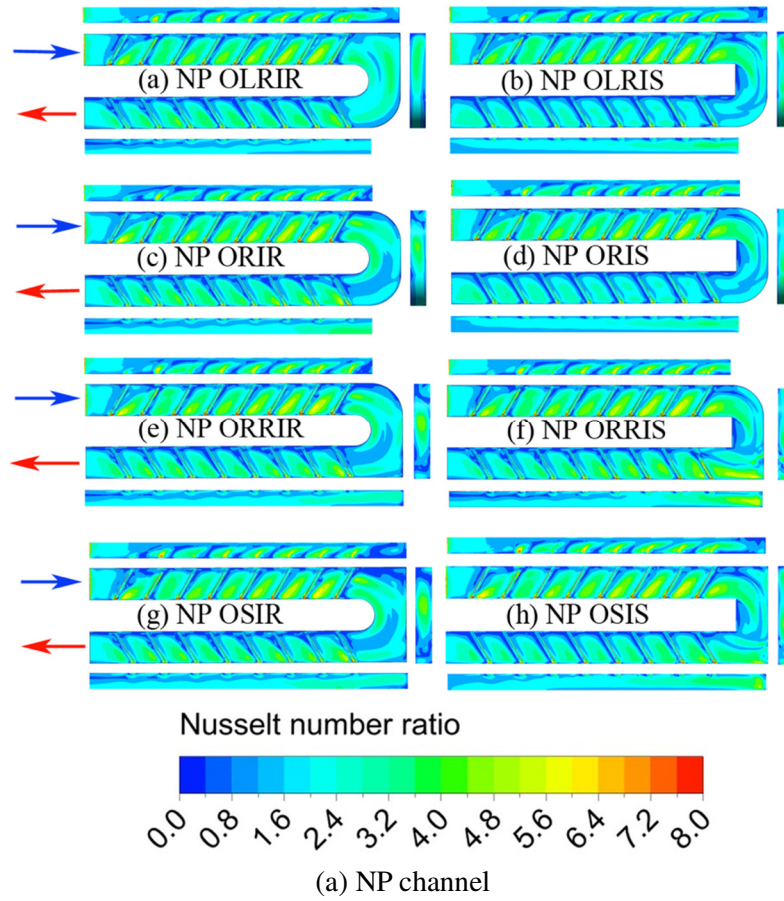 (a) NP OLRIR
(b) NP OLRIS
(c) NP ORIR
(d) NP ORIS
(e) NP ORRIR
(f) NP ORRIS
(g) NP OSIR
(h) NP OSIS
Nusselt number ratio
0.0 0.8 1.6 2.4 3.2 4.0 4.8 5.6 6.4 7.2 8.0
(a) NP channel